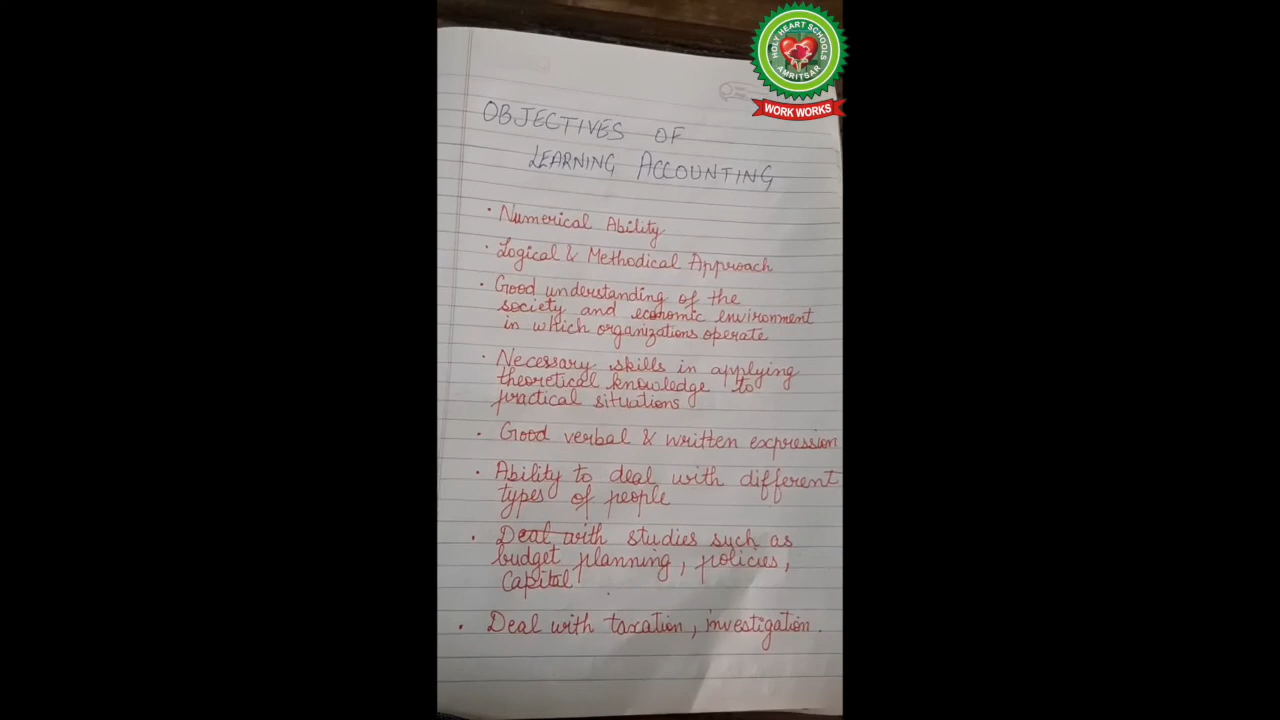 HOLY HEART SCHOOLS
AMRITSAR
WORK WORKS
OBJECTIVES OF
LEARNING ACCOUNTING
• Numerical Ability
• Logical & Methodical Approach
• Good understanding of the
society and economic environment
in which organizations operate
• Necessary skills in applying
theoretical knowledge to
practical situations
• Good verbal & written expression
• Ability to deal with different
types of people
• Deal with studies such as
budget planning, policies,
Capital
• Deal with taxation, investigation.